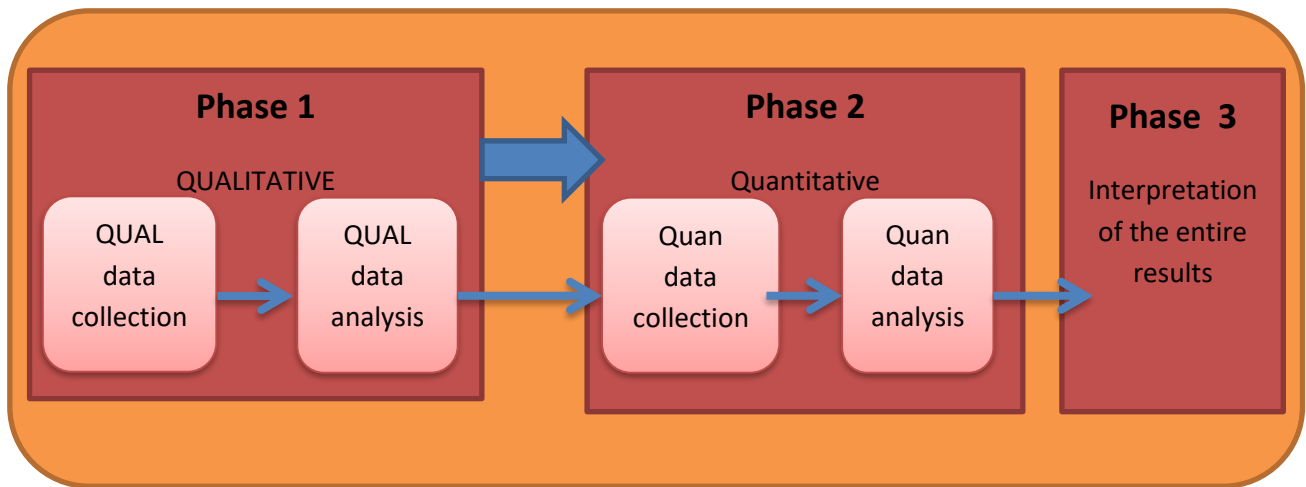 Phase 1
QUALITATIVE
QUAL
data
collection
QUAL
data
analysis
Phase 2
Quantitative
Quan
data
collection
Quan
data
analysis
Phase 3
Interpretation
of the entire
results